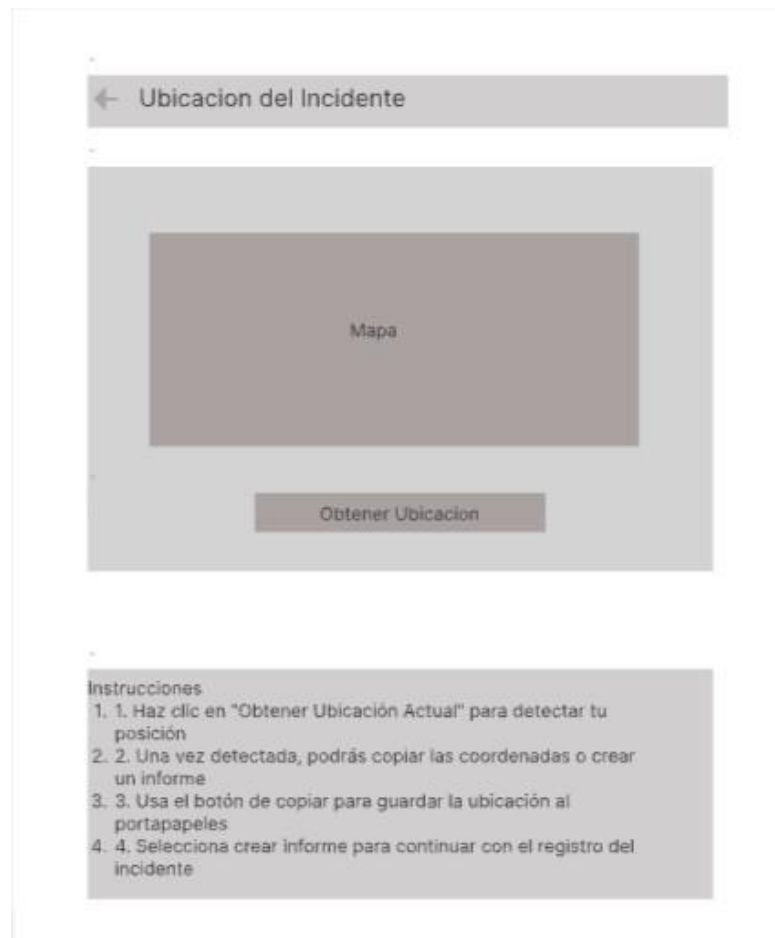 Ubicacion del Incidente
Mapa
Obtener Ubicacion
Instrucciones
1. 1. Haz clic en "Obtener Ubicación Actual" para detectar tu
posición
2. 2. Una vez detectada, podrás copiar las coordenadas o crear
un informe
3. 3. Usa el botón de copiar para guardar la ubicación al
portapapeles
4. 4. Selecciona crear informe para continuar con el registro del
incidente